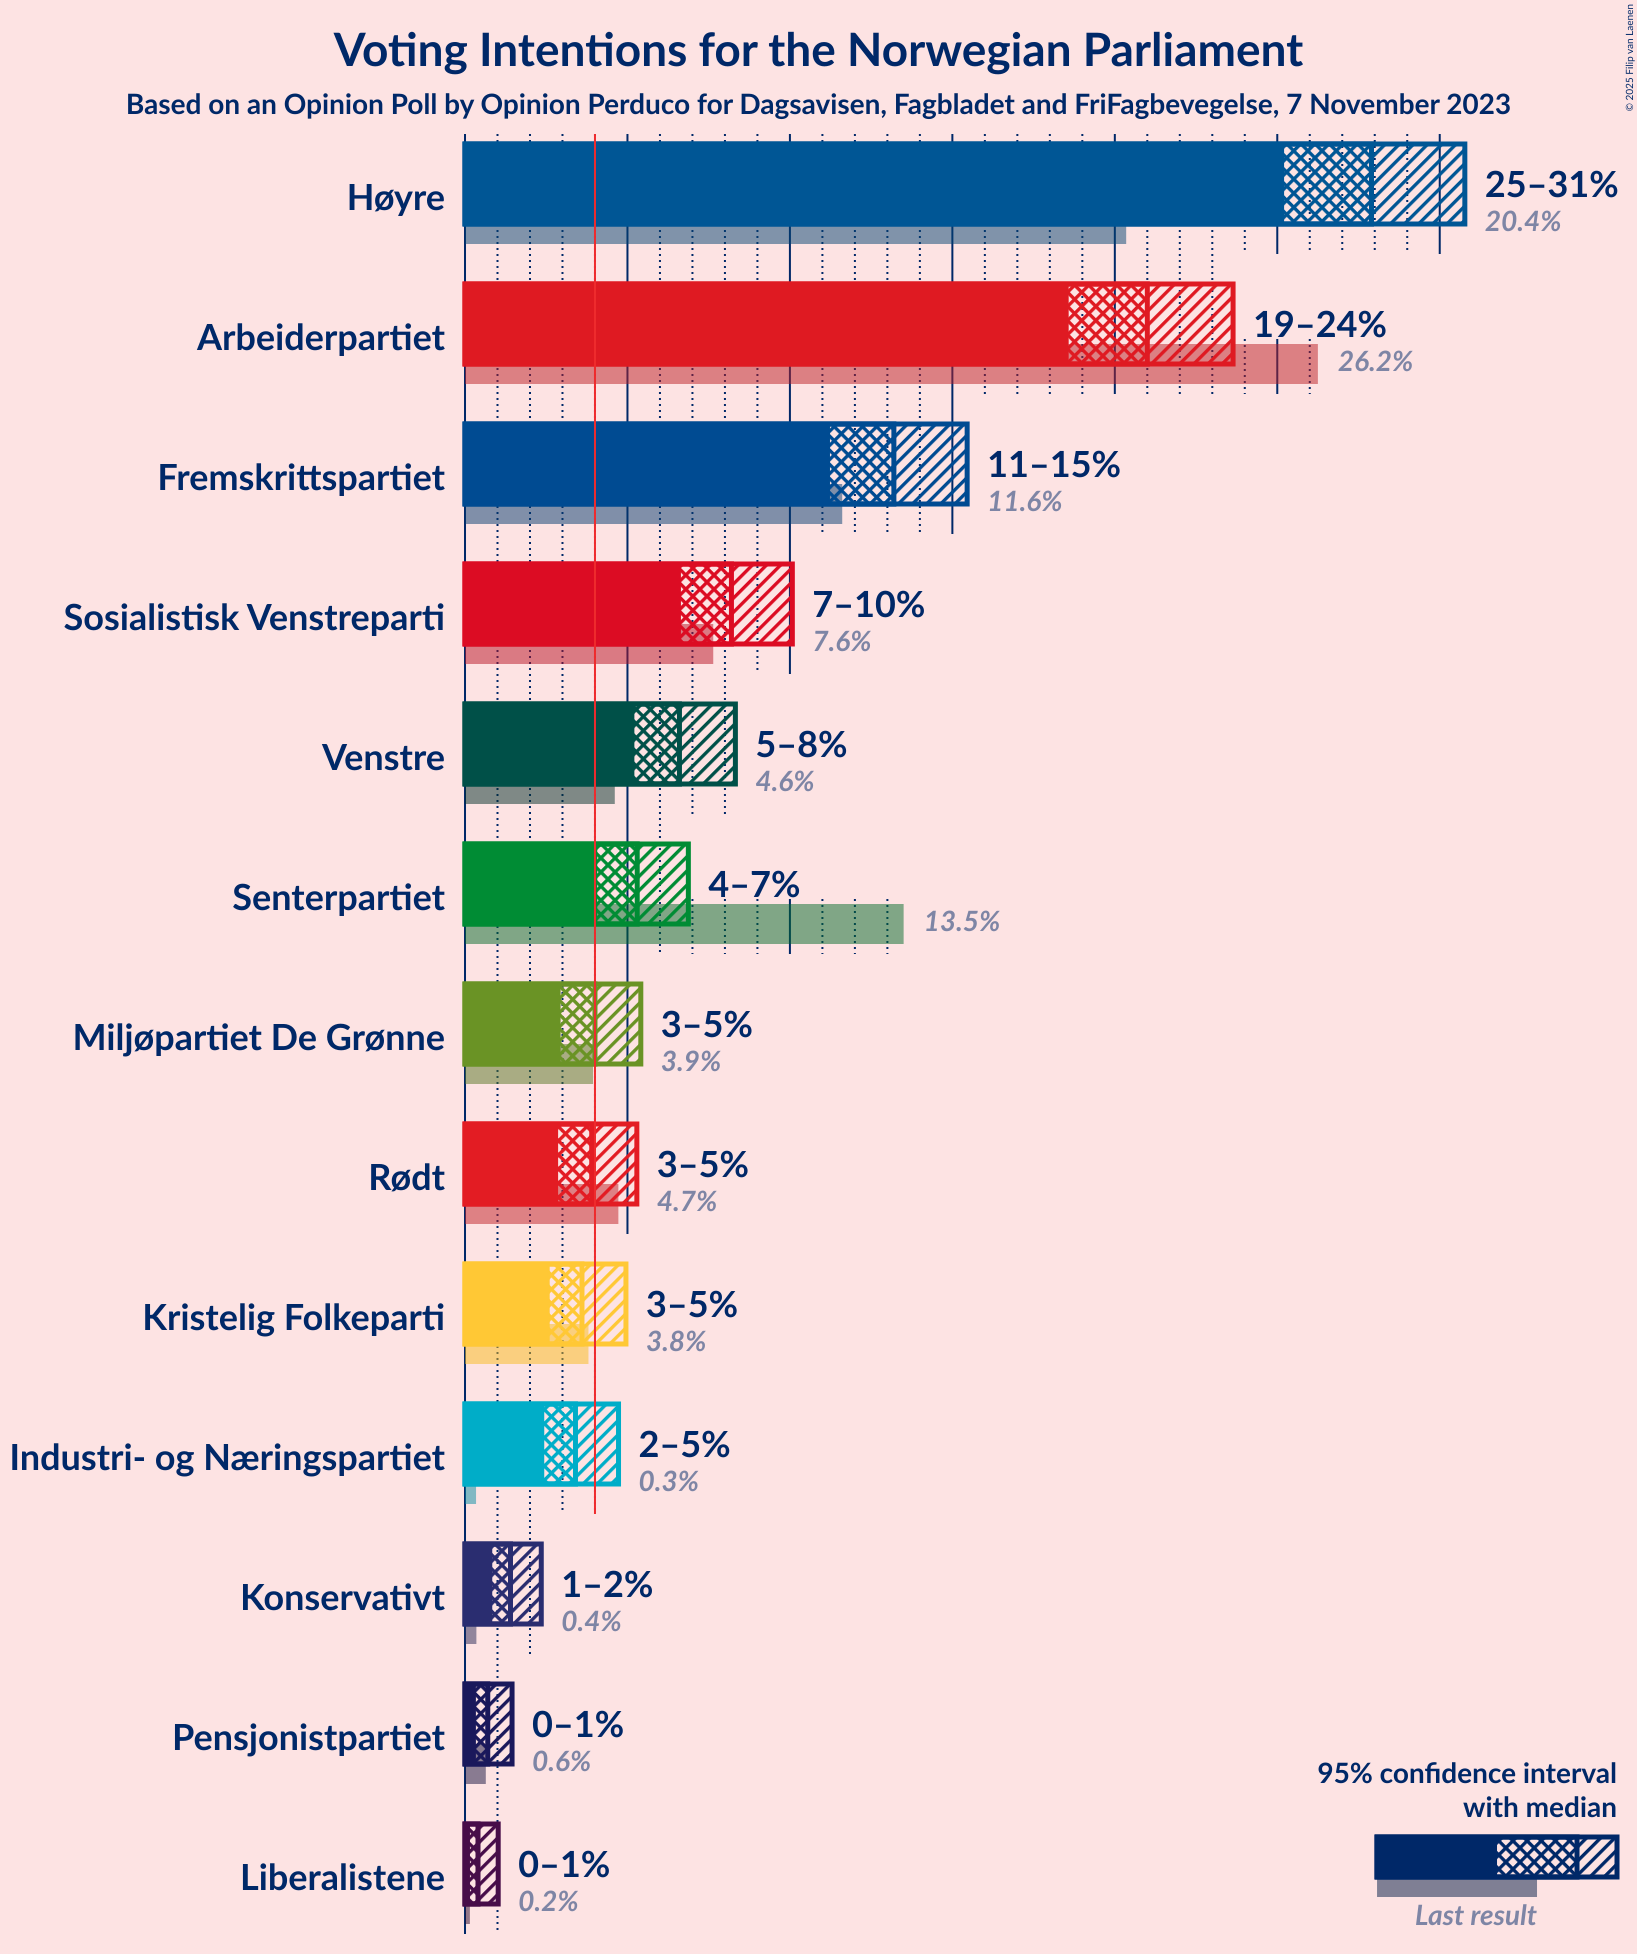 Voting Intentions for the Norwegian Parliament
Based on an Opinion Poll by Opinion Perduco for Dagsavisen, Fagbladet and FriFagbevegelse, 7 November 2023
© 2025 Filip van Laenen
Høyre
25–31%
20.4%
Arbeiderpartiet
19–24%
26.2%
Fremskrittspartiet
11–15%
11.6%
Sosialistisk Venstreparti
7–10%
7.6%
Venstre
5–8%
4.6%
Senterpartiet
4–7%
13.5%
Miljøpartiet De Grønne
3–5%
3.9%
Rødt
3–5%
4.7%
Kristelig Folkeparti
3–5%
3.8%
Industri- og Næringspartiet
2–5%
0.3%
Konservativt
1–2%
0.4%
Pensjonistpartiet
0–1%
0.6%
Liberalistene
0–1%
0.2%
95% confidence interval
with median
Last result